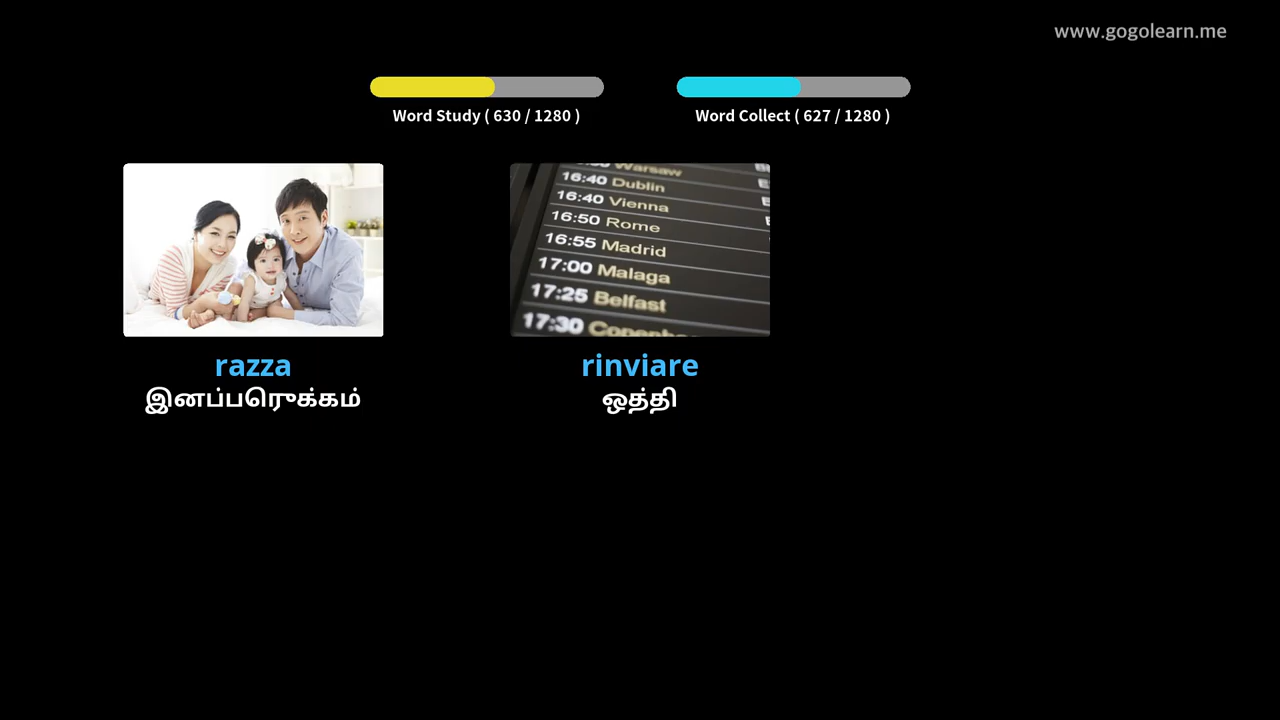 www.gogolearn.me
Word Study ( 630 / 1280 )
Word Collect ( 627 / 1280 )
Warsaw
16:40 Dublin
16:40 Vienna
16:50 Rome
16:55 Madrid
17:00 Malaga
17:25 Belfast
17:30
razza
இனப்பெருக்கம்
rinviare
ஒத்தி